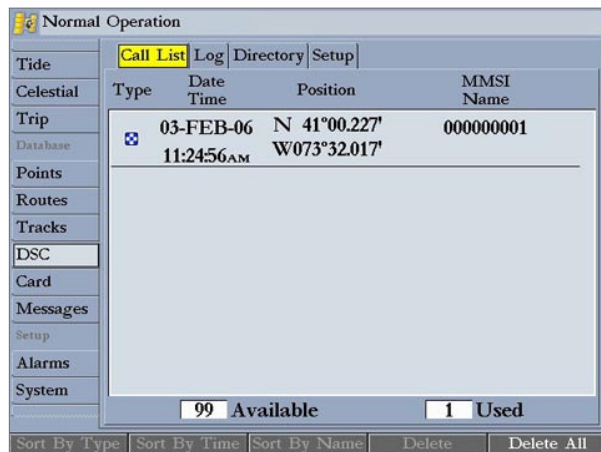 Normal Operation
Tide
Celestial
Trip
Database
Points
Routes
Tracks
DSC
Card
Messages
Setup
Alarms
System
Call List Log Directory Setup
Type Date Time Position MMSI Name
03-FEB-06 N 41°00.227' 000000001
11:24:56AM W073°32.017'
99 Available 1 Used
Sort By Type Sort By Time Sort By Name Delete Delete All